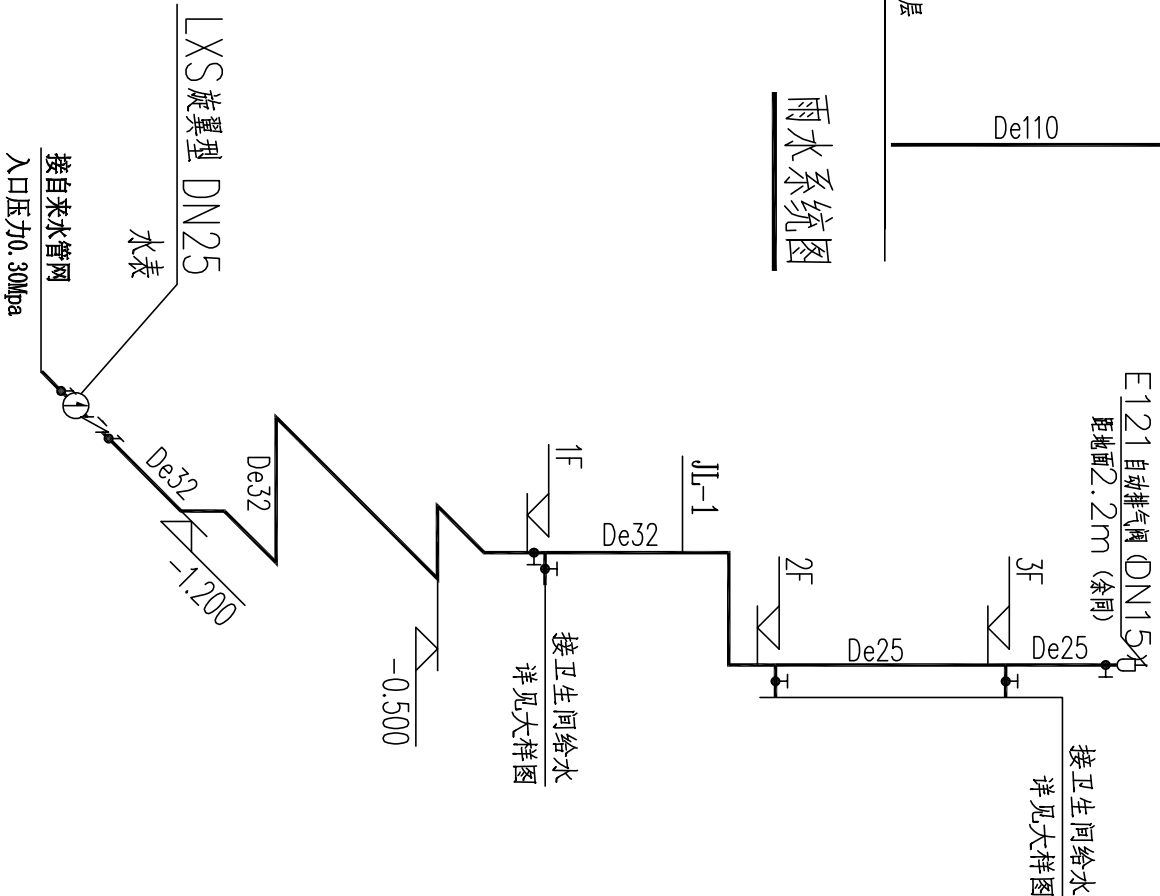 层
De110
雨水系统图
LXS旋翼型 DN25
水表
接自来水管网
入口压力0.30Mpa
E121自动排气阀(DN15)
距地面2.2m (余同)
De32
De32
-1.200
-0.500
1F
JL-1
De32
2F
3F
De25
De25
接卫生间给水
详见大样图
接卫生间给水
详见大样图